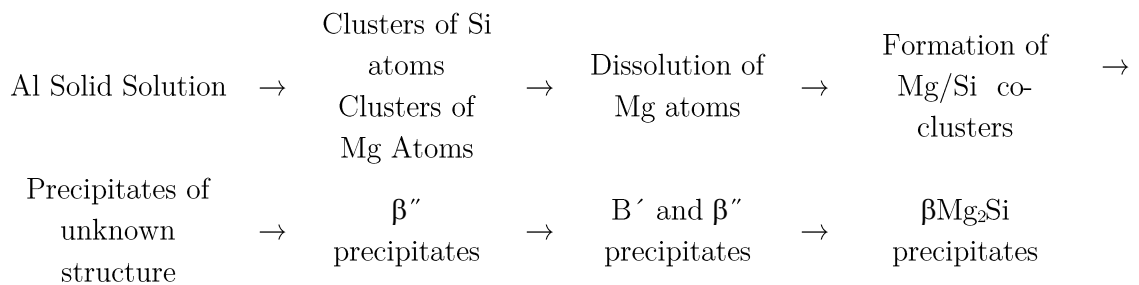 Al Solid Solution → Clusters of Si atoms Clusters of Mg Atoms → Dissolution of Mg atoms → Formation of Mg/Si co-clusters →
Precipitates of unknown structure → β″ precipitates → B´ and β″ precipitates → βMg₂Si precipitates